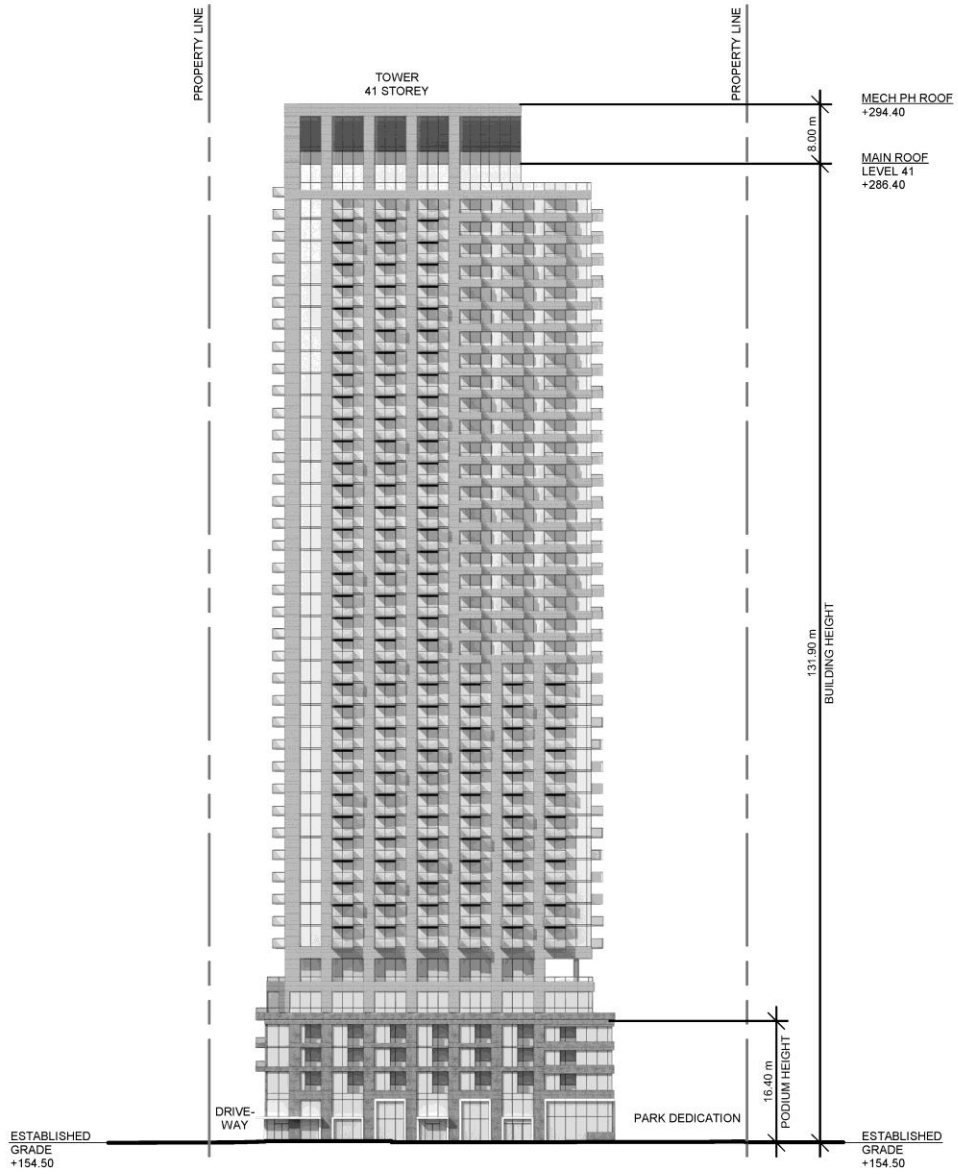 PROPERTY LINE
PROPERTY LINE
TOWER
41 STOREY
MECH PH ROOF
+294.40
8.00 m
MAIN ROOF
LEVEL 41
+286.40
131.90 m
BUILDING HEIGHT
16.40 m
PODIUM HEIGHT
DRIVE-
WAY
PARK DEDICATION
ESTABLISHED
GRADE
+154.50
ESTABLISHED
GRADE
+154.50